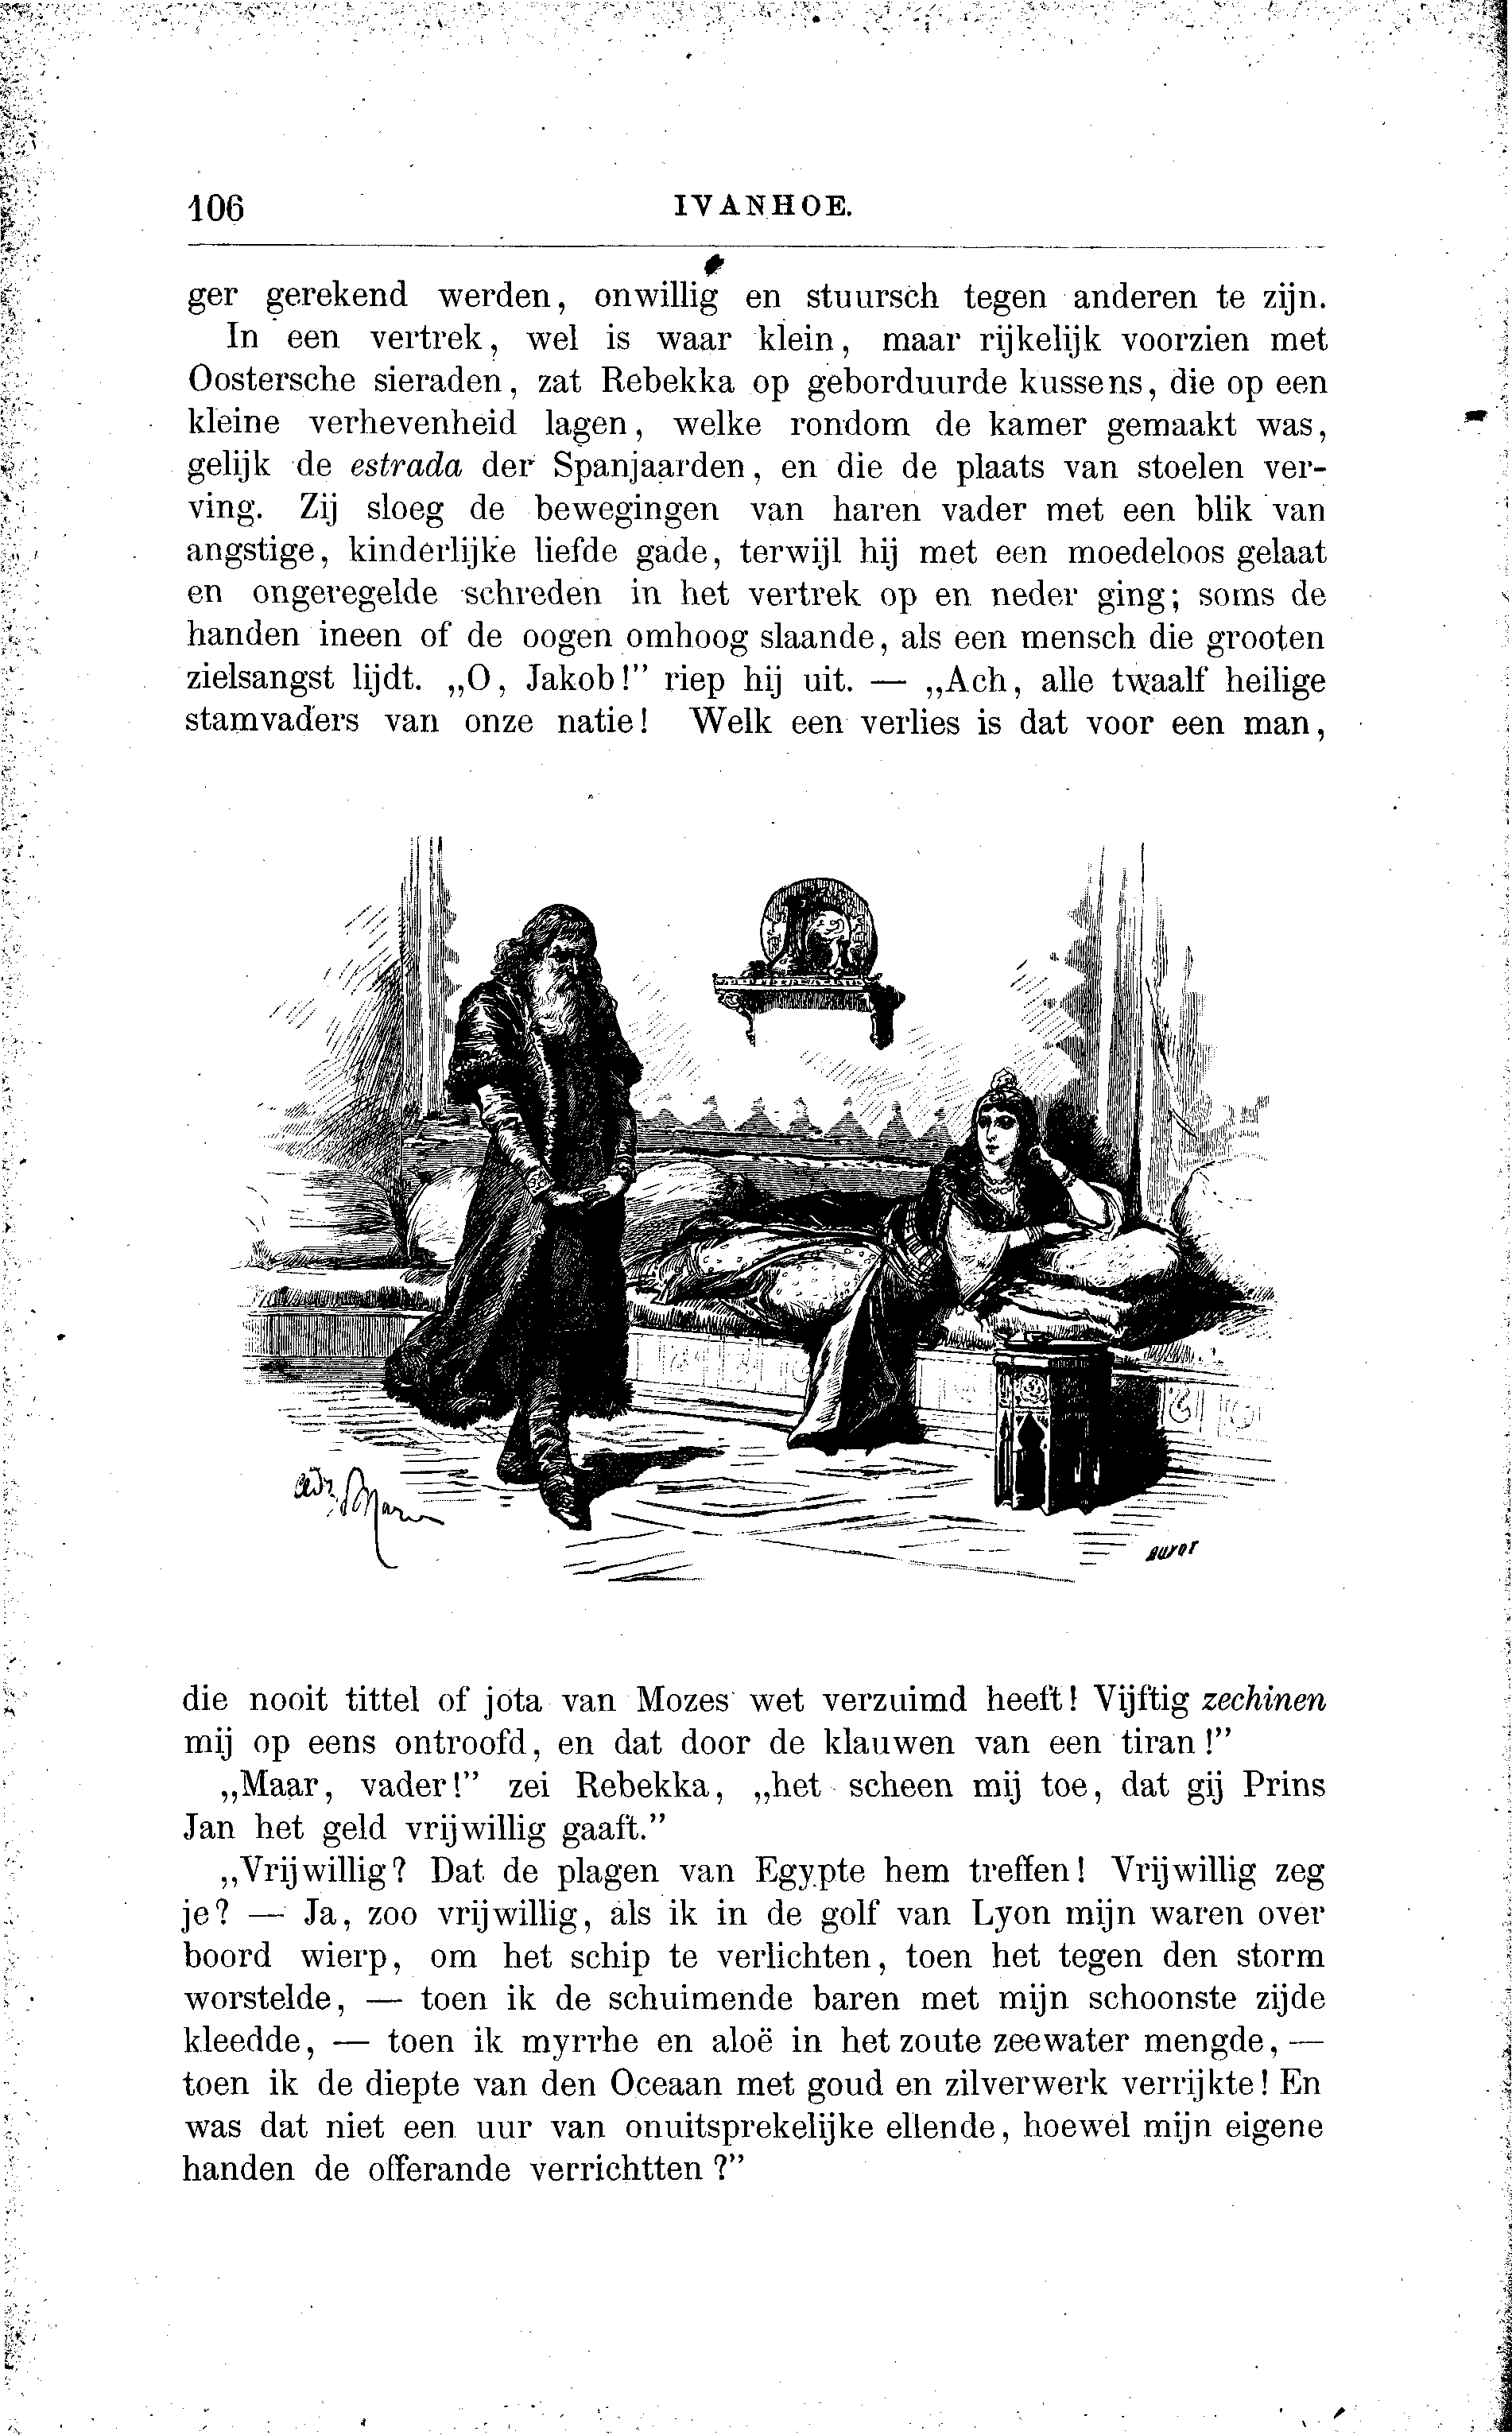 106 IVANHOE.
ger gerekend werden, onwillig en stuursch tegen anderen te zijn.
In een vertrek, wel is waar klein, maar rijkelijk voorzien met
Oostersche sieraden, zat Rebekka op geborduurde kussens, die op een
kleine verhevenheid lagen, welke rondom de kamer gemaakt was,
gelijk de estrada der Spanjaarden, en die de plaats van stoelen ver-
ving. Zij sloeg de bewegingen van haren vader met een blik van
angstige, kinderlijke liefde gade, terwijl hij met een moedeloos gelaat
en ongeregelde schreden in het vertrek op en neder ging; soms de
handen ineen of de oogen omhoog slaande, als een mensch die grooten
zielsangst lijdt. „O, Jakob!” riep hij uit. — „Ach, alle twaalf heilige
stamvaders van onze natie! Welk een verlies is dat voor een man,
die nooit tittel of jota van Mozes wet verzuimd heeft! Vijftig zechinen
mij op eens ontroofd, en dat door de klauwen van een tiran!”
„Maar, vader!” zei Rebekka, „het scheen mij toe, dat gij Prins
Jan het geld vrijwillig gaaft.”
„Vrijwillig? Dat de plagen van Egypte hem treffen! Vrijwillig zeg
je? — Ja, zoo vrijwillig, als ik in de golf van Lyon mijn waren over
boord wierp, om het schip te verlichten, toen het tegen den storm
worstelde, — toen ik de schuimende baren met mijn schoonste zijde
kleedde, — toen ik myrrhe en aloë in het zoute zeewater mengde, —
toen ik de diepte van den Oceaan met goud en zilverwerk verrijkte! En
was dat niet een uur van onuitsprekelijke ellende, hoewel mijn eigene
handen de offerande verrichtten?”